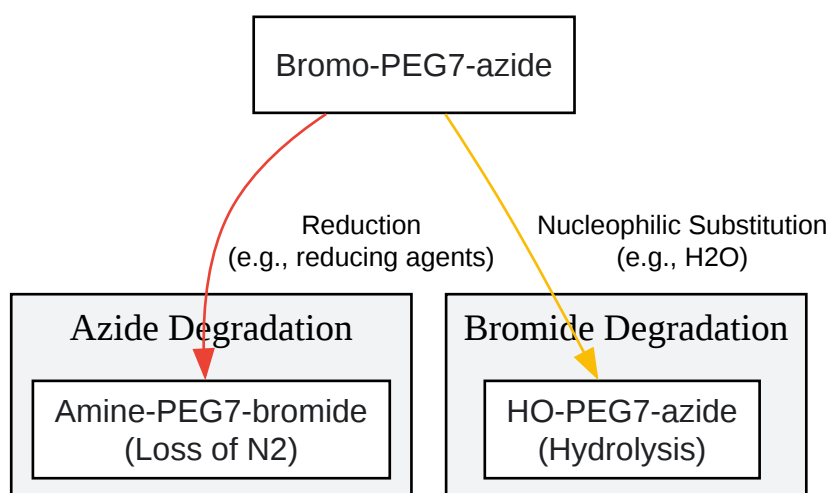 Bromo-PEG7-azide
Reduction
(e.g., reducing agents)
Nucleophilic Substitution
(e.g., H2O)
Azide Degradation
Amine-PEG7-bromide
(Loss of N2)
Bromide Degradation
HO-PEG7-azide
(Hydrolysis)